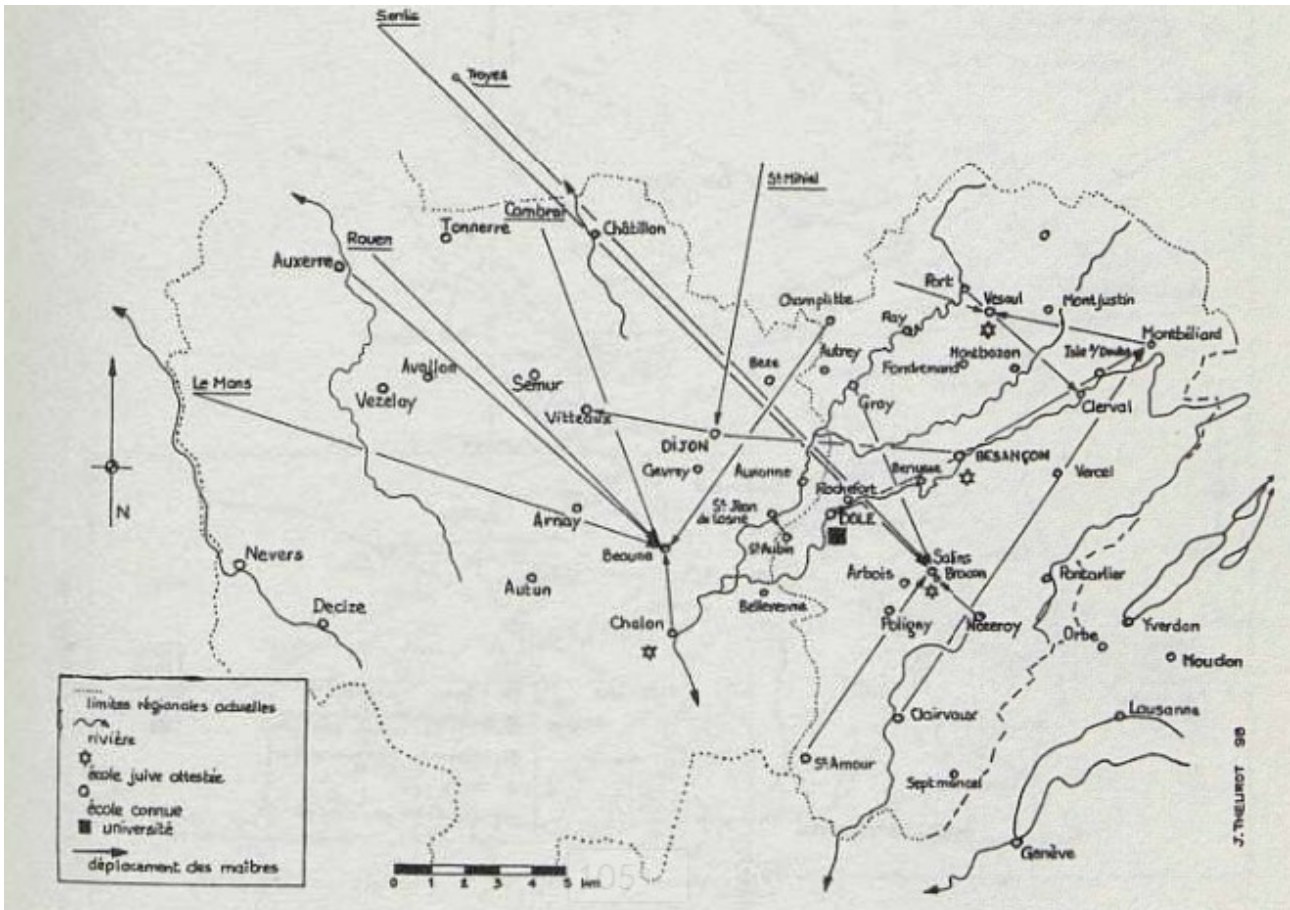 Senlis
Troyes
St Mihiel
Cambrai
Tonnerre
Châtillon
Rouen
Auxerre
Champlitte
Port
Vesoul
Montjustin
Ray
Montbéliard
Autrey
Fondremand
Montbozon
Isle s/Doubs
Avallon
Semur
Bèze
Le Mans
Vezelay
Gray
Clerval
Vitteaux
DIJON
BESANÇON
Gevrey
Auxonne
Vercel
Rochefort
Arnay
St Jean
de Losne
DOLE
N
St Aubin
Beaune
Salins
Nevers
Bracon
Autun
Arbois
Pontarlier
Bellevesvre
Decize
Chalon
Poligny
Nozeroy
Yverdon
Orbe
Moudon
limites régionales actuelles
rivière
école juive attestée
école connue
université
déplacement des maîtres
Clairvaux
Lausanne
St Amour
Septmoncel
Genève
J. THEUROT 98
0 1 2 3 4 5 km
105